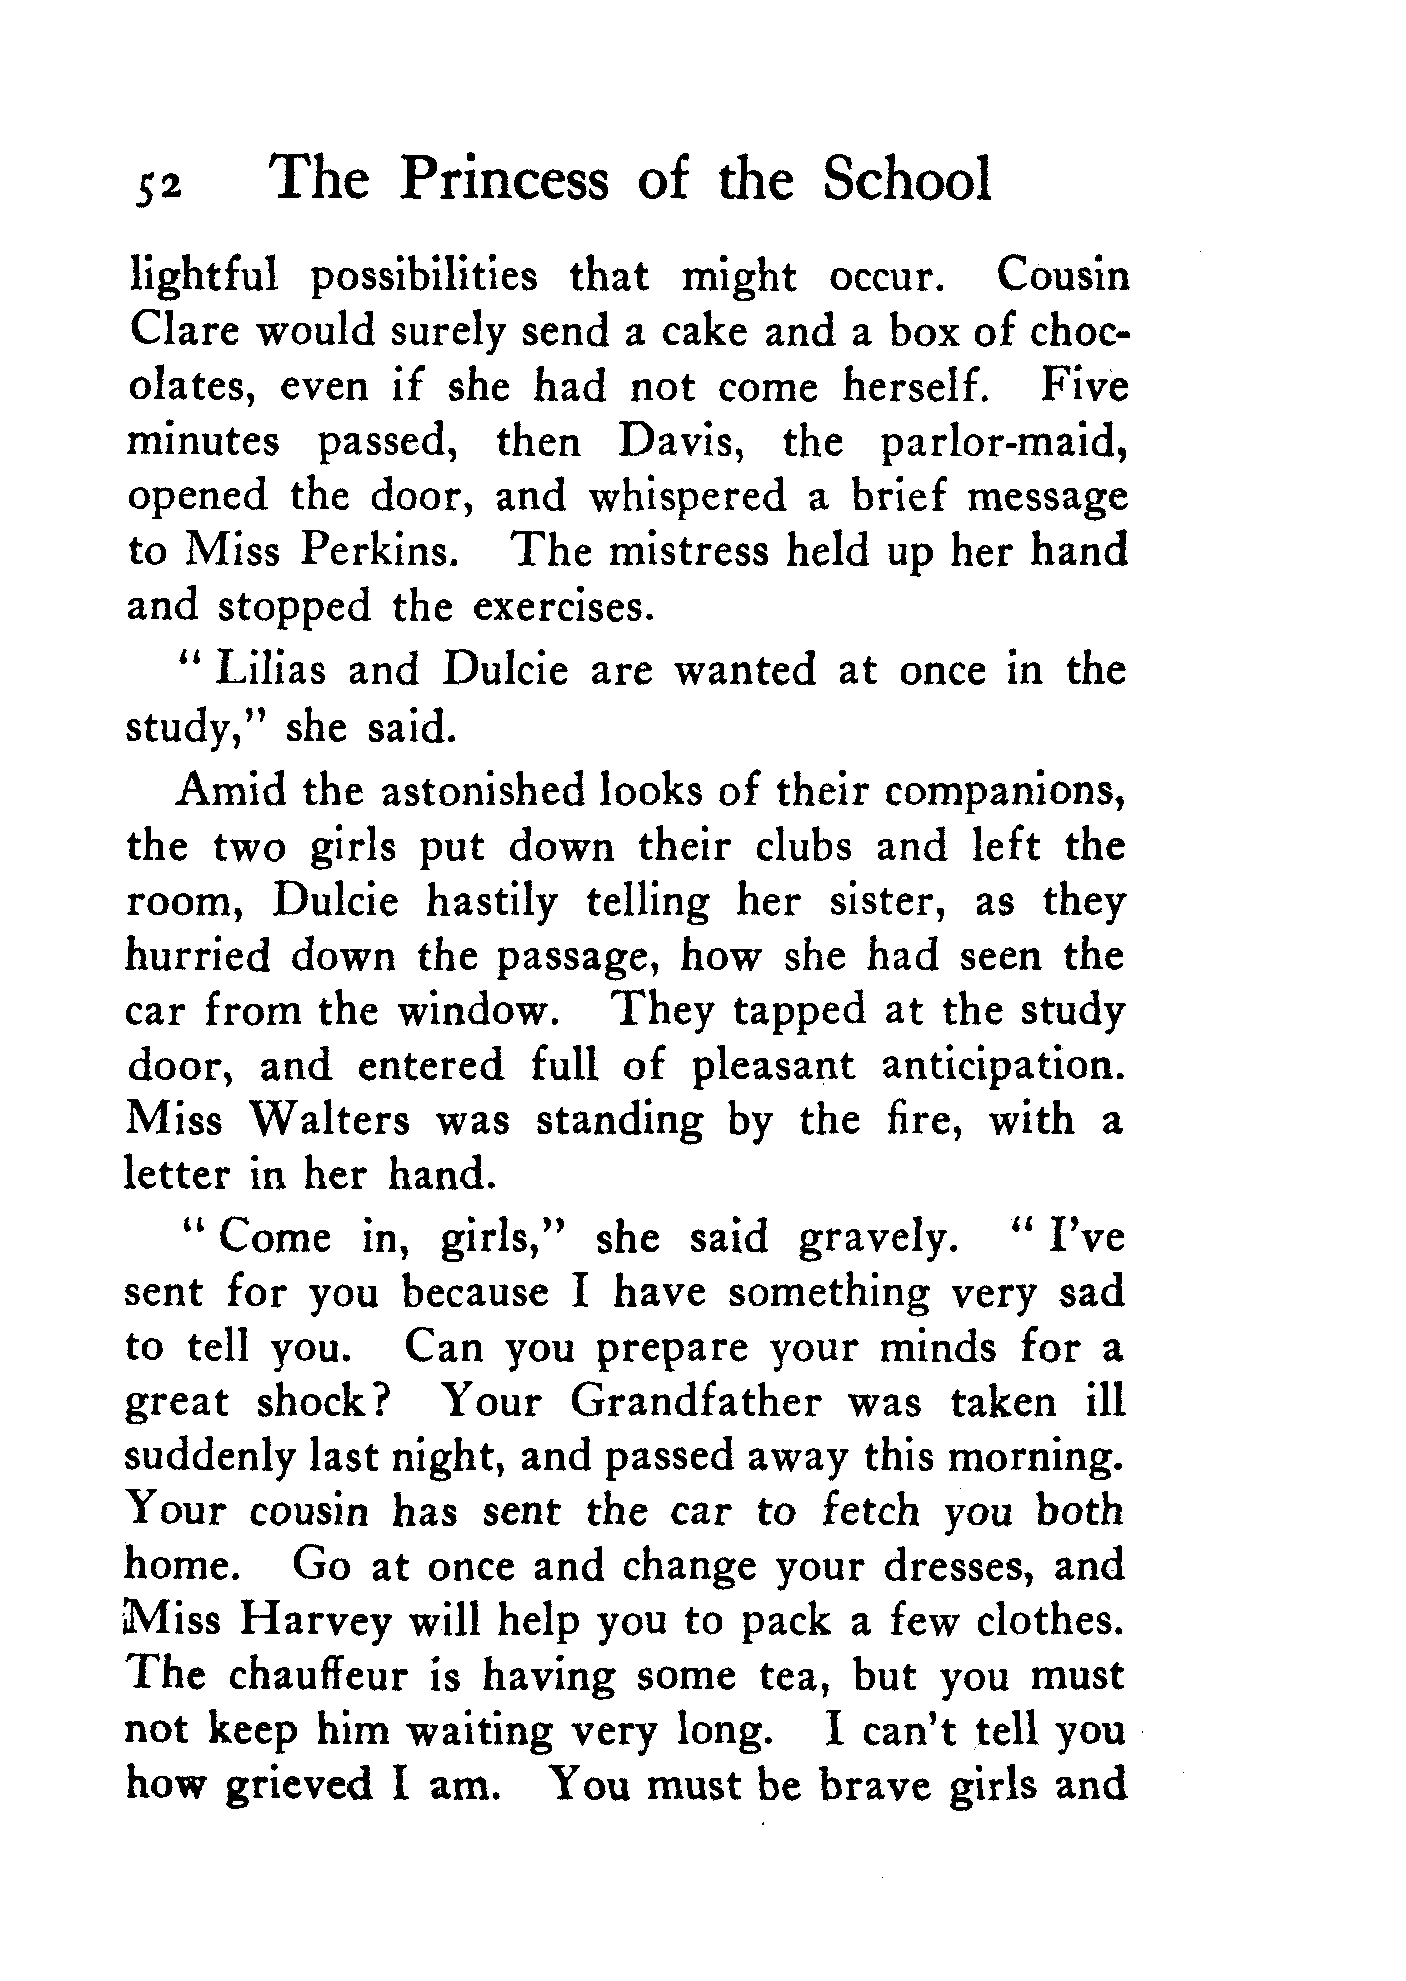 52 The Princess of the School
lightful possibilities that might occur. Cousin
Clare would surely send a cake and a box of choc-
olates, even if she had not come herself. Five
minutes passed, then Davis, the parlor-maid,
opened the door, and whispered a brief message
to Miss Perkins. The mistress held up her hand
and stopped the exercises.
" Lilias and Dulcie are wanted at once in the
study," she said.
Amid the astonished looks of their companions,
the two girls put down their clubs and left the
room, Dulcie hastily telling her sister, as they
hurried down the passage, how she had seen the
car from the window. They tapped at the study
door, and entered full of pleasant anticipation.
Miss Walters was standing by the fire, with a
letter in her hand.
" Come in, girls," she said gravely. " I've
sent for you because I have something very sad
to tell you. Can you prepare your minds for a
great shock? Your Grandfather was taken ill
suddenly last night, and passed away this morning.
Your cousin has sent the car to fetch you both
home. Go at once and change your dresses, and
Miss Harvey will help you to pack a few clothes.
The chauffeur is having some tea, but you must
not keep him waiting very long. I can't tell you
how grieved I am. You must be brave girls and